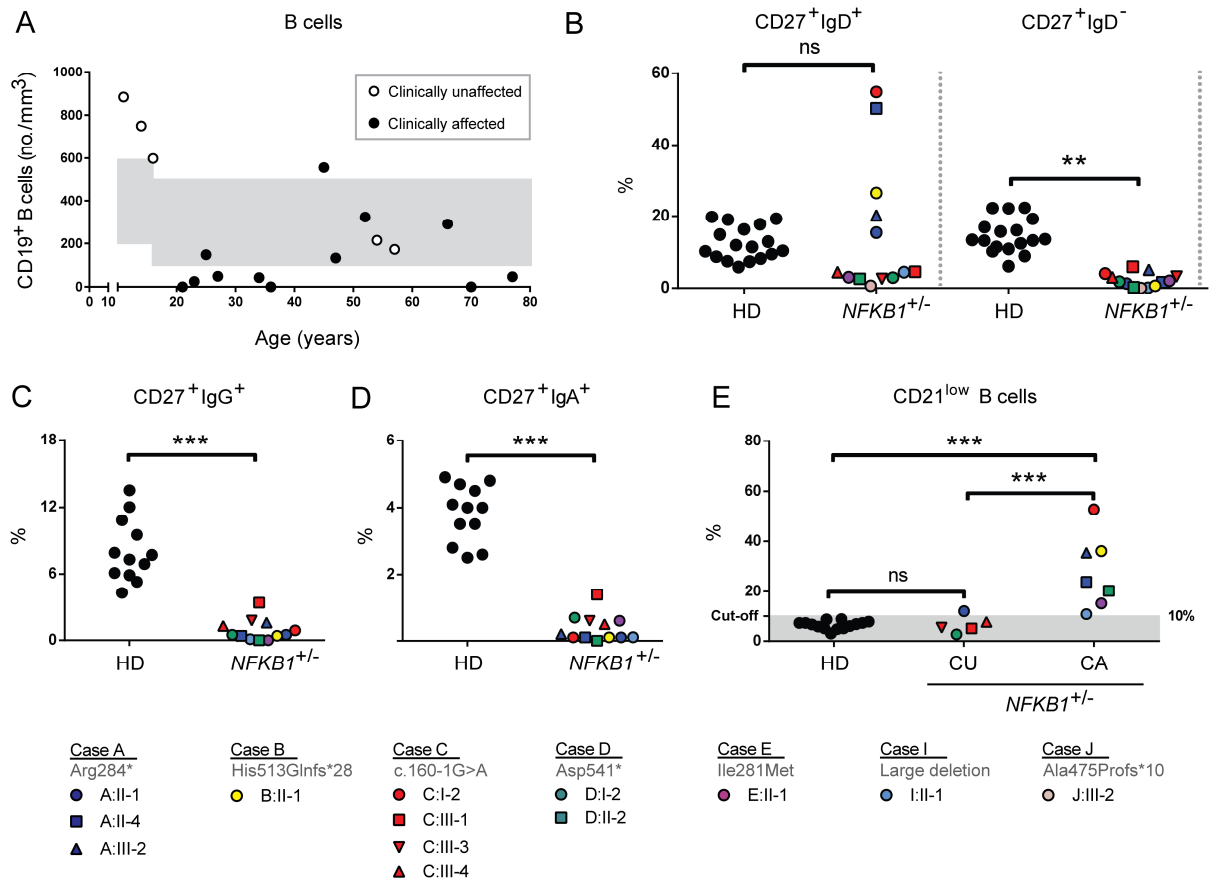 A
B cells
CD19+ B cells (no./mm3)
1000
800
600
400
200
0
0 10 20 30 40 50 60 70 80
Age (years)
Clinically unaffected
Clinically affected
B
CD27+IgD+
CD27+IgD-
ns
**
%
60
40
20
0
HD
NFKB1+/-
HD
NFKB1+/-
C
CD27+IgG+
***
%
18
12
6
0
HD
NFKB1+/-
D
CD27+IgA+
***
%
6
4
2
HD
NFKB1+/-
E
CD21low B cells
***
***
ns
%
80
60
40
20
0
Cut-off
10%
HD
CU
CA
NFKB1+/-
Case A
Arg284*
A:II-1
A:II-4
A:III-2
Case B
His513Glnfs*28
B:II-1
Case C
c.160-1G>A
C:I-2
C:III-1
C:III-3
C:III-4
Case D
Asp541*
D:I-2
D:II-2
Case E
Ile281Met
E:II-1
Case I
Large deletion
I:II-1
Case J
Ala475Profs*10
J:III-2